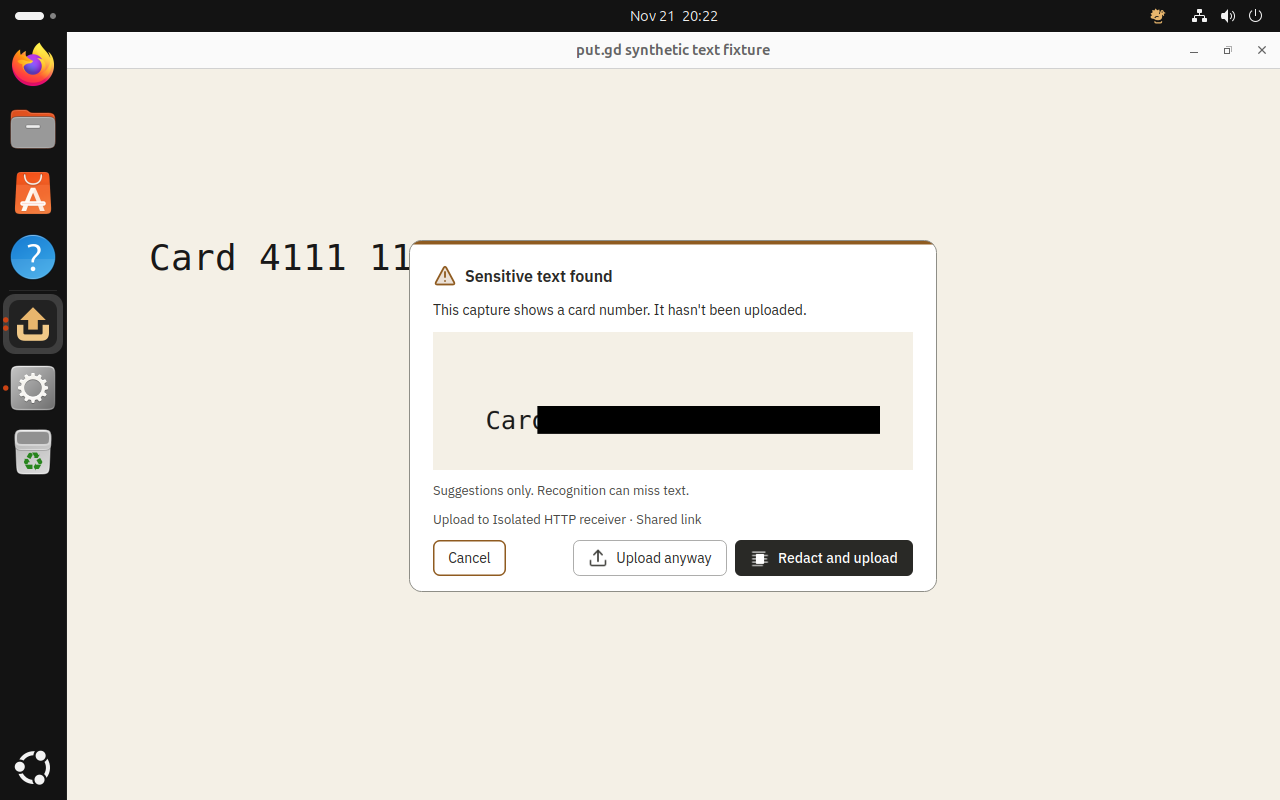 Nov 21 20:22
put.gd synthetic text fixture
Card 4111 11
Sensitive text found
This capture shows a card number. It hasn't been uploaded.
Card
Suggestions only. Recognition can miss text.
Upload to Isolated HTTP receiver · Shared link
Cancel
Upload anyway
Redact and upload